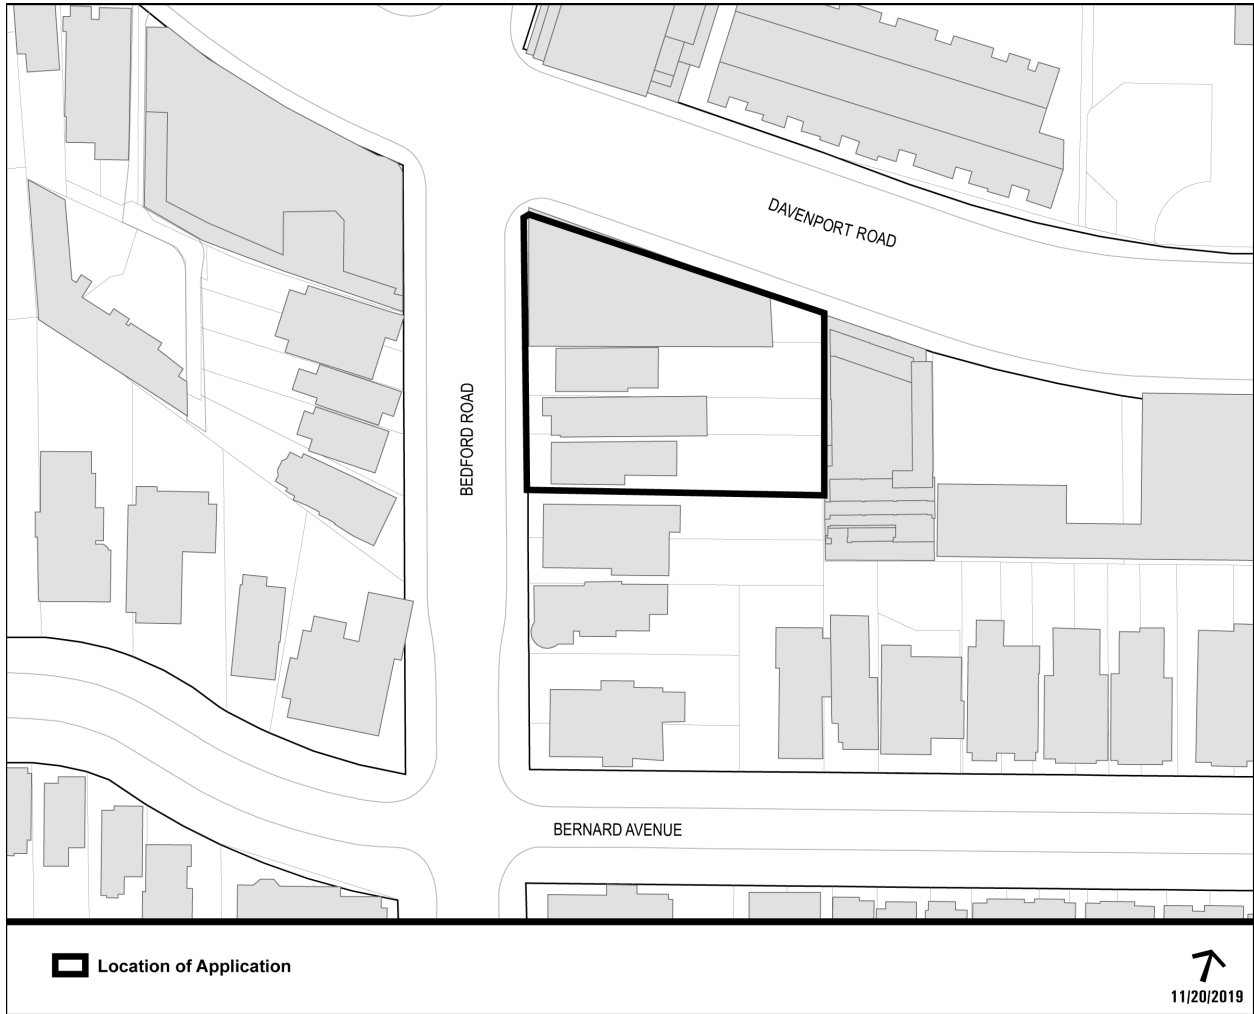 DAVENPORT ROAD
BEDFORD ROAD
BERNARD AVENUE
Location of Application
11/20/2019